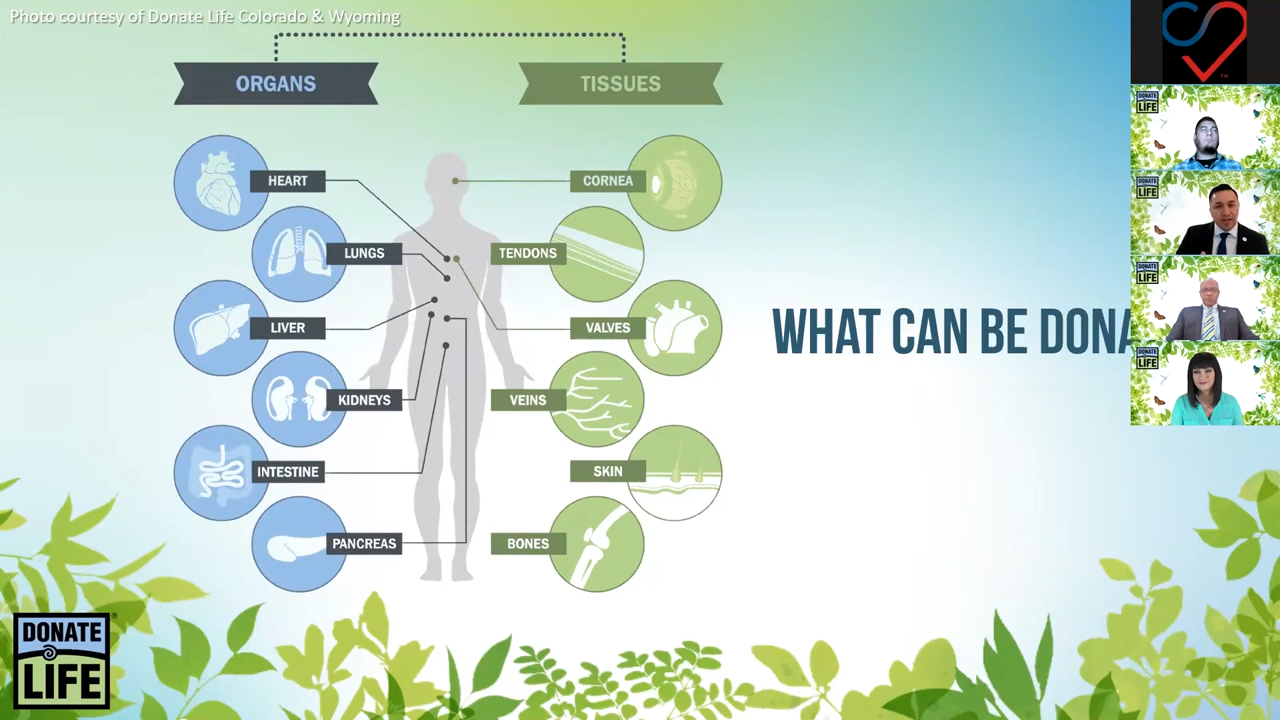 Photo courtesy of Donate Life Colorado & Wyoming
ORGANS
TISSUES
HEART
CORNEA
LUNGS
TENDONS
LIVER
VALVES
KIDNEYS
VEINS
INTESTINE
SKIN
PANCREAS
BONES
WHAT CAN BE DONA
DONATE
LIFE
®
TM
DONATE
LIFE
DONATE
LIFE
DONATE
LIFE
DONATE
LIFE